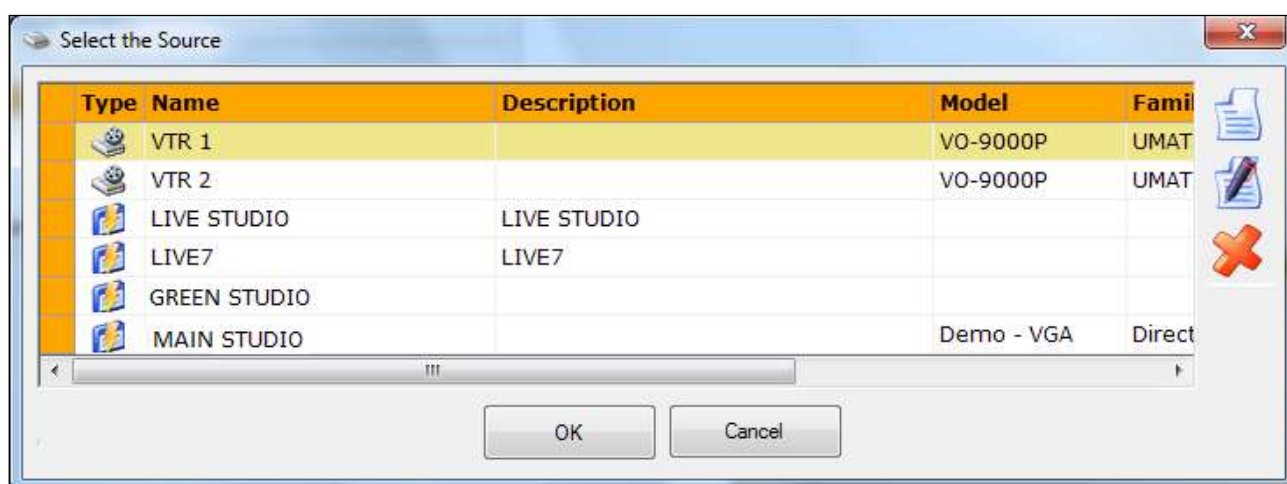 Select the Source
Type Name Description Model Famil
VTR 1 VO-9000P UMAT
VTR 2 VO-9000P UMAT
LIVE STUDIO LIVE STUDIO
LIVE7 LIVE7
GREEN STUDIO
MAIN STUDIO Demo - VGA Direct
OK Cancel